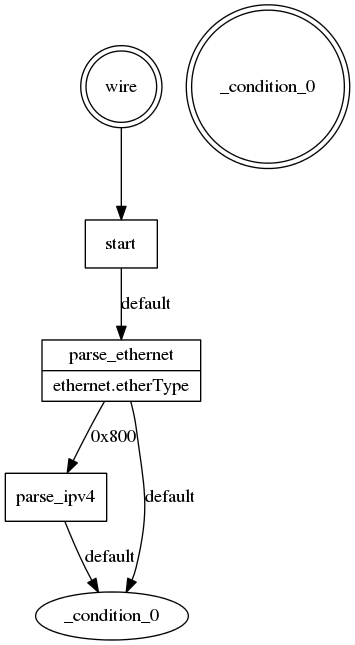 wire
_condition_0
start
default
parse_ethernet
ethernet.etherType
0x800
parse_ipv4
default
default
_condition_0